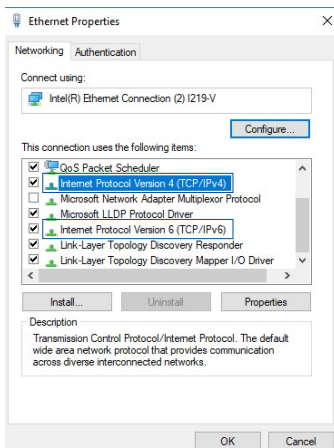 Ethernet Properties
Networking Authentication
Connect using:
Intel(R) Ethernet Connection (2) I219-V
Configure...
This connection uses the following items:
QoS Packet Scheduler
Internet Protocol Version 4 (TCP/IPv4)
Microsoft Network Adapter Multiplexor Protocol
Microsoft LLDP Protocol Driver
Internet Protocol Version 6 (TCP/IPv6)
Link-Layer Topology Discovery Responder
Link-Layer Topology Discovery Mapper I/O Driver
Install... Uninstall Properties
Description
Transmission Control Protocol/Internet Protocol. The default
wide area network protocol that provides communication
across diverse interconnected networks.
OK Cancel